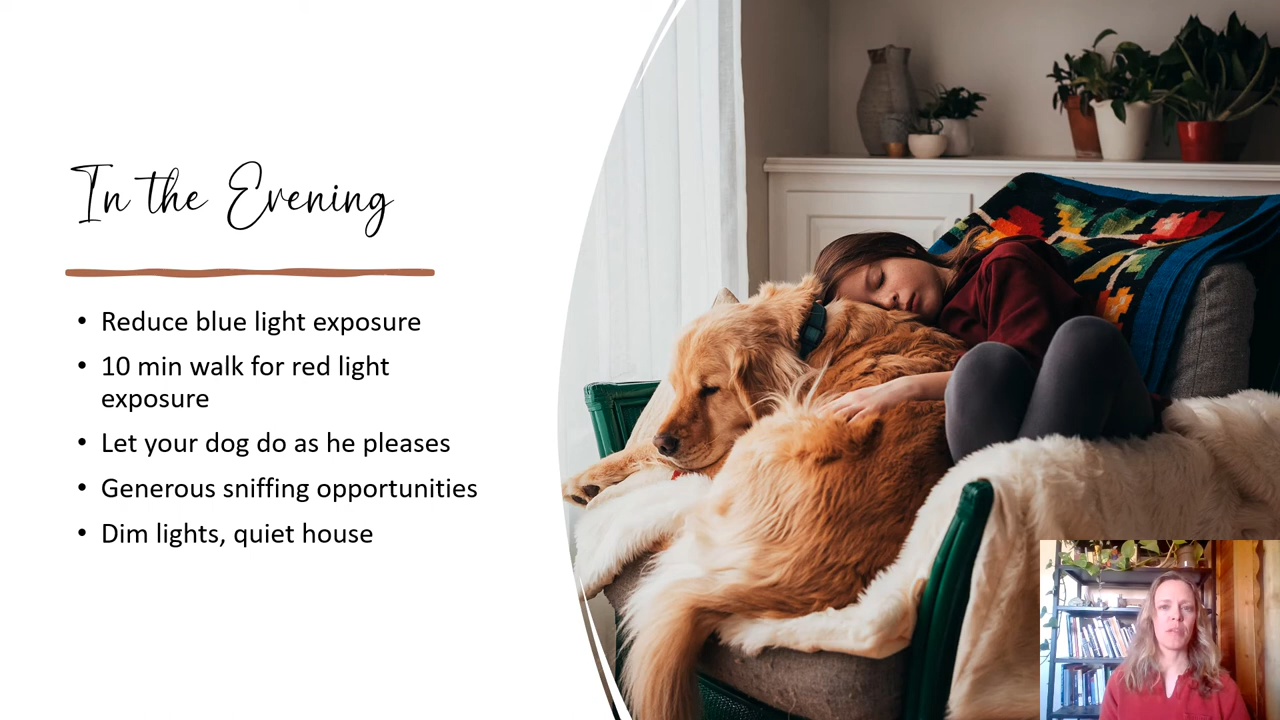 In the Evening
• Reduce blue light exposure
• 10 min walk for red light
exposure
• Let your dog do as he pleases
• Generous sniffing opportunities
• Dim lights, quiet house